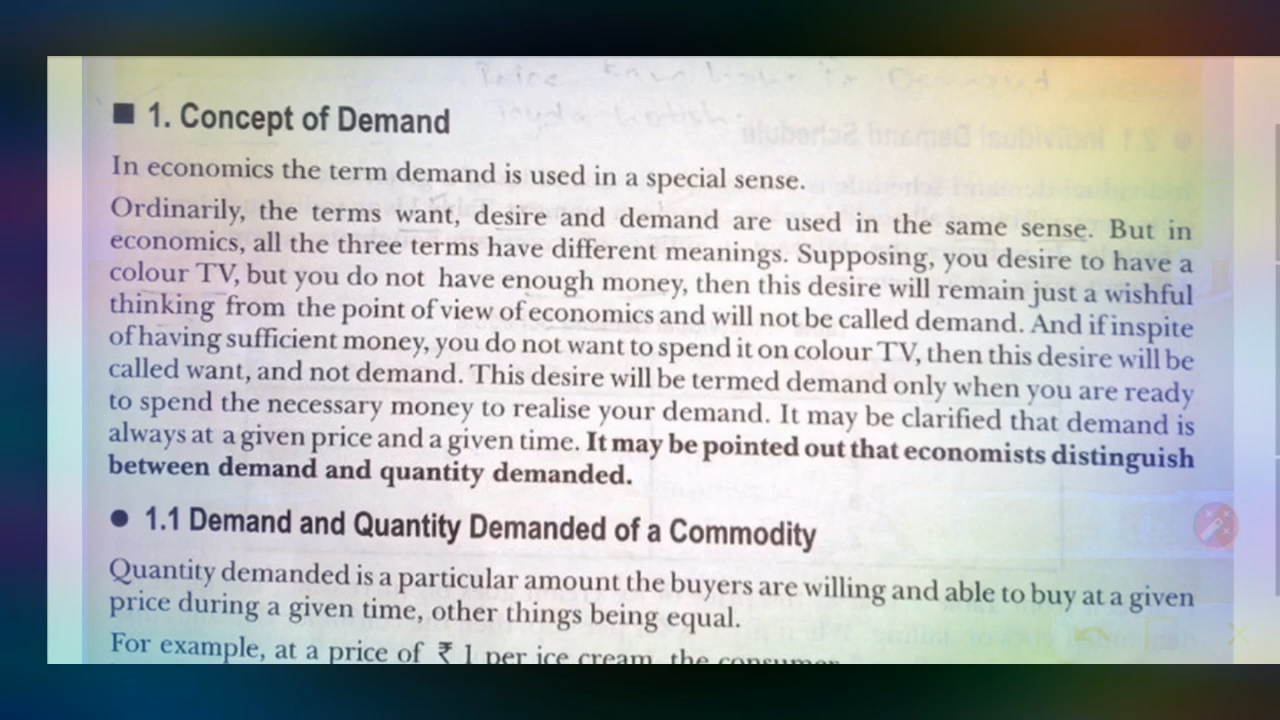 1. Concept of Demand
In economics the term demand is used in a special sense.
Ordinarily, the terms want, desire and demand are used in the same sense. But in
economics, all the three terms have different meanings. Supposing, you desire to have a
colour TV, but you do not have enough money, then this desire will remain just a wishful
thinking from the point of view of economics and will not be called demand. And if inspite
of having sufficient money, you do not want to spend it on colour TV, then this desire will be
called want, and not demand. This desire will be termed demand only when you are ready
to spend the necessary money to realise your demand. It may be clarified that demand is
always at a given price and a given time. It may be pointed out that economists distinguish
between demand and quantity demanded.
1.1 Demand and Quantity Demanded of a Commodity
Quantity demanded is a particular amount the buyers are willing and able to buy at a given
price during a given time, other things being equal.
For example, at a price of ₹ 1 per ice cream, the consumer